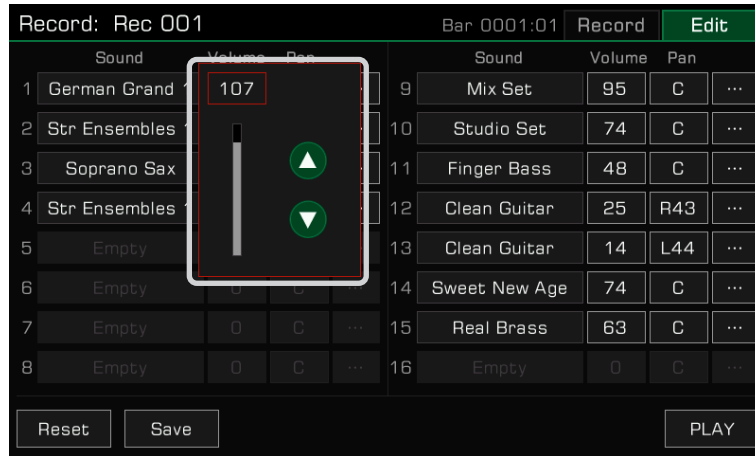 Record: Rec 001 Bar 0001:01 Record Edit
Sound Volume Pan Sound Volume Pan
1 German Grand 107 9 Mix Set 95 C ...
2 Str Ensembles 10 Studio Set 74 C ...
3 Soprano Sax 11 Finger Bass 48 C ...
4 Str Ensembles 12 Clean Guitar 25 R43 ...
5 Empty 13 Clean Guitar 14 L44 ...
6 Empty 0 C ... 14 Sweet New Age 74 C ...
7 Empty 0 C ... 15 Real Brass 63 C ...
8 Empty 0 C ... 16 Empty 0 C ...
Reset Save PLAY